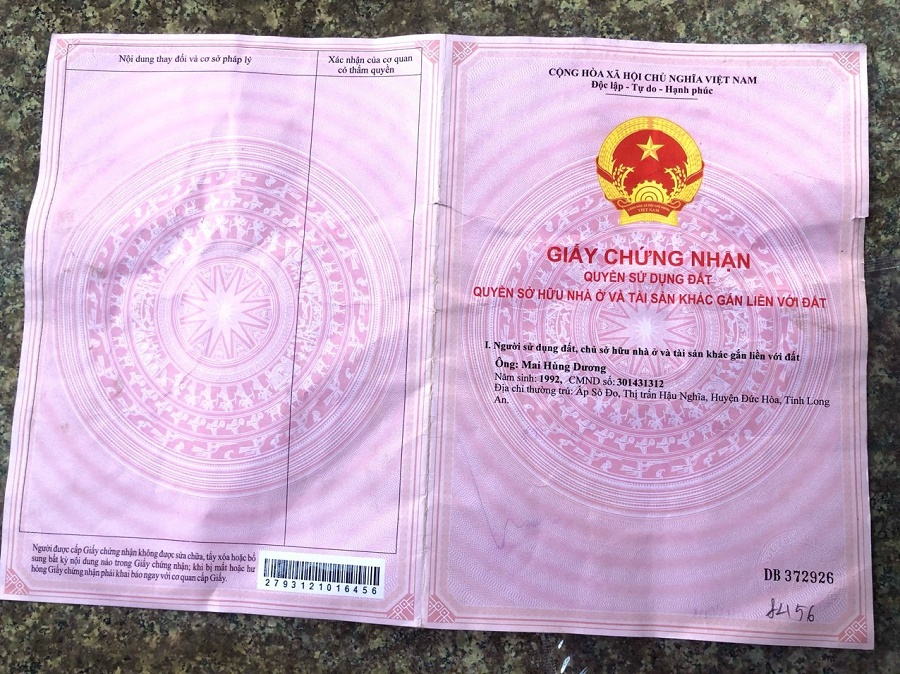 Nội dung thay đổi và cơ sở pháp lý
Xác nhận của cơ quan
có thẩm quyền
Người được cấp Giấy chứng nhận không được sửa chữa, tẩy xóa hoặc bổ
sung bất kỳ nội dung nào trong Giấy chứng nhận; khi bị mất hoặc hư
hỏng Giấy chứng nhận phải khai báo ngay với cơ quan cấp Giấy.
2793121016456
CỘNG HÒA XÃ HỘI CHỦ NGHĨA VIỆT NAM
Độc lập - Tự do - Hạnh phúc
VIỆT NAM
GIẤY CHỨNG NHẬN
QUYỀN SỬ DỤNG ĐẤT
QUYỀN SỞ HỮU NHÀ Ở VÀ TÀI SẢN KHÁC GẮN LIỀN VỚI ĐẤT
I. Người sử dụng đất, chủ sở hữu nhà ở và tài sản khác gắn liền với đất
Ông: Mai Hùng Dương
Năm sinh: 1992, CMND số: 301431312
Địa chỉ thường trú: Ấp Sò Đo, Thị trấn Hậu Nghĩa, Huyện Đức Hòa, Tỉnh Long
An.
DB 372926
8456